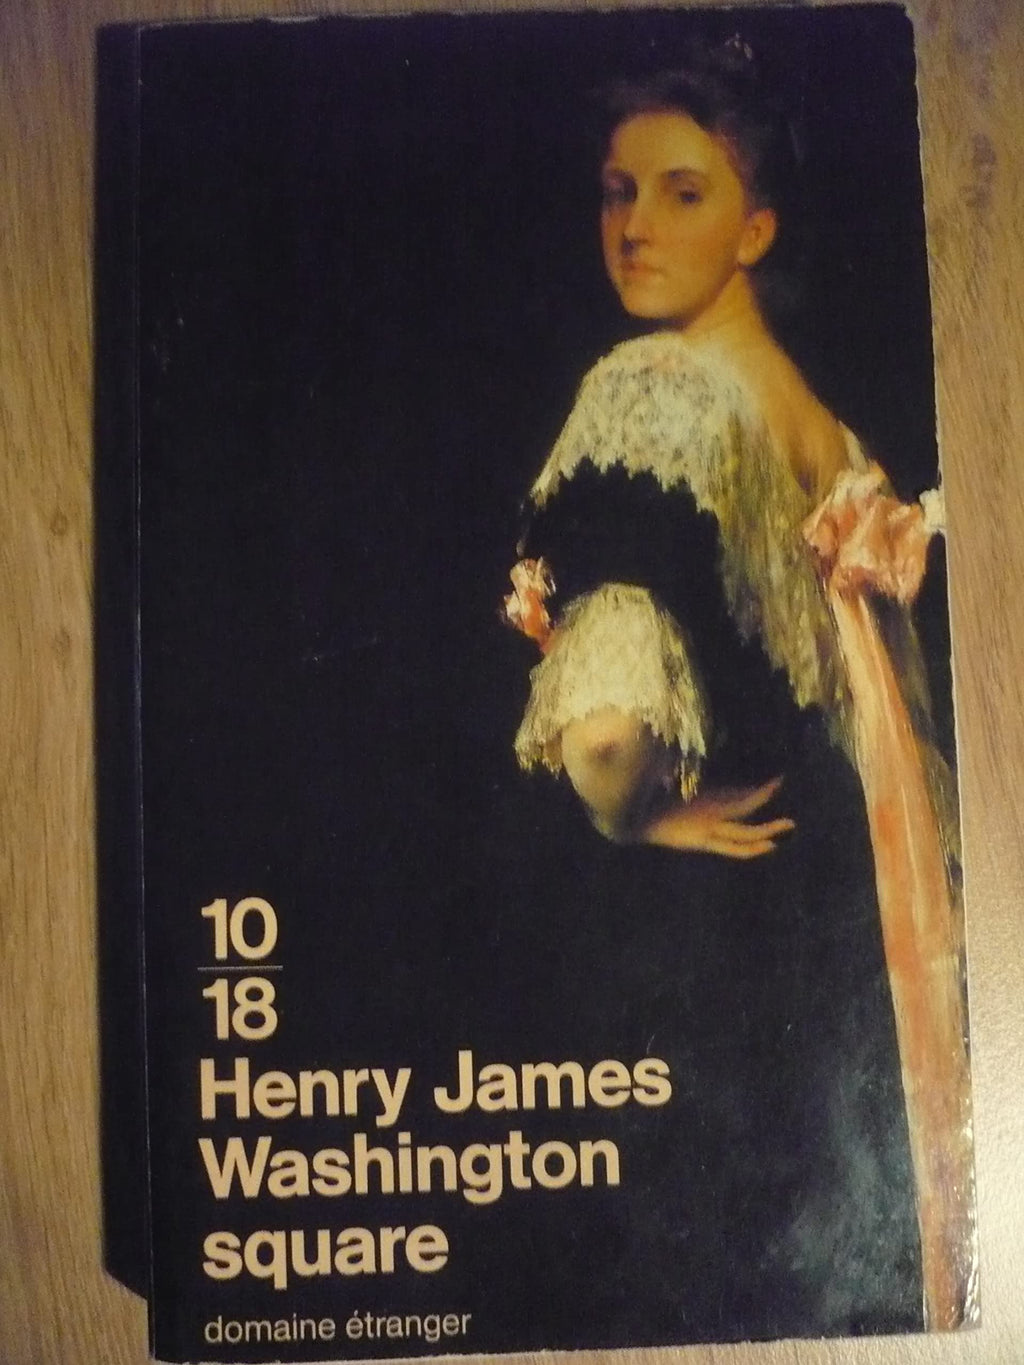 10
18
Henry James
Washington
square
domaine étranger